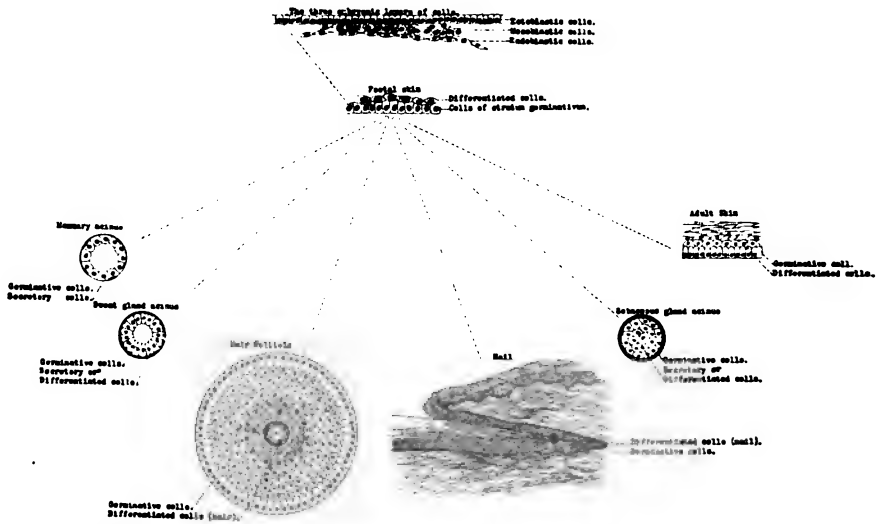 The three embryonic layers of cells.
Ectoblastic cells.
Mesoblastic cells.
Endoblastic cells.
Foetal skin
Differentiated cells.
Cells of stratum germinativum.
Mammary acinus
Germinative cells.
Secretory cells.
Sweat gland acinus
Germinative cells.
Secretory or
Differentiated cells.
Hair Follicle
Germinative cells.
Differentiated cells (hair).
Nail
Differentiated cells (nail).
Germinative cells.
Sebaceous gland acinus
Germinative cells.
Secretory or
Differentiated cells.
Adult Skin
Germinative cell.
Differentiated cells.